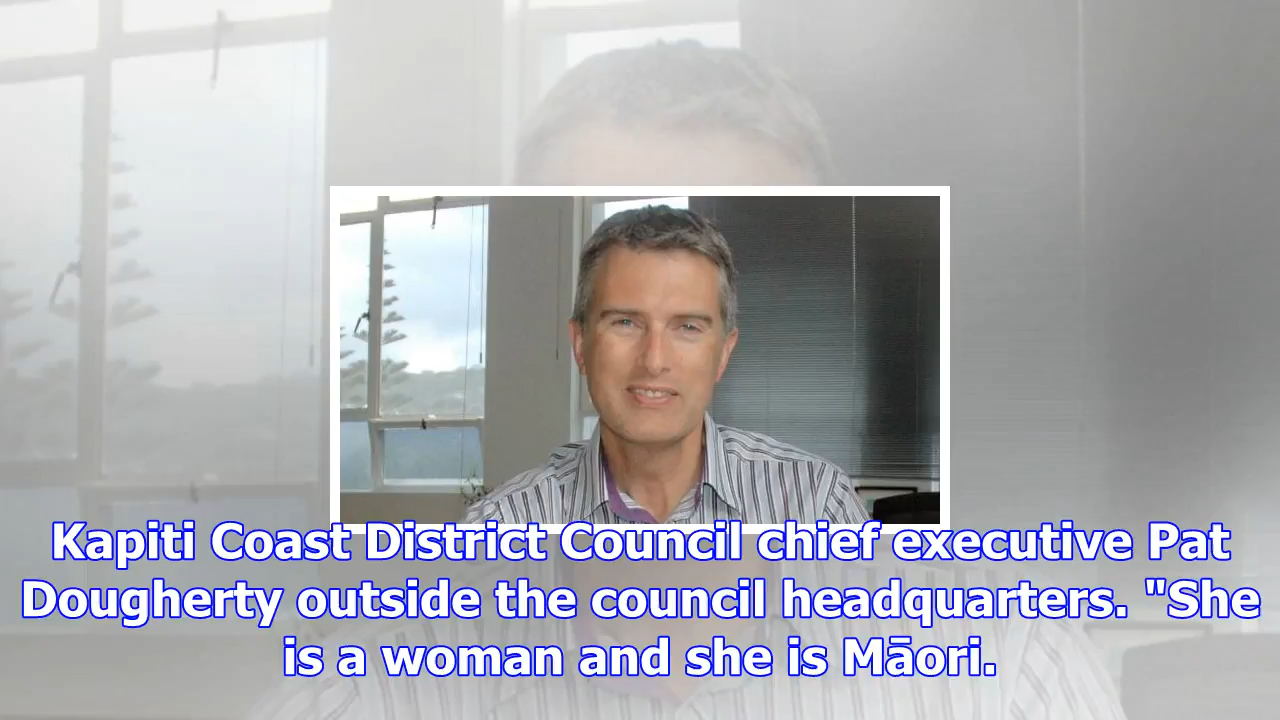 Kapiti Coast District Council chief executive Pat
Dougherty outside the council headquarters. "She
is a woman and she is Māori.